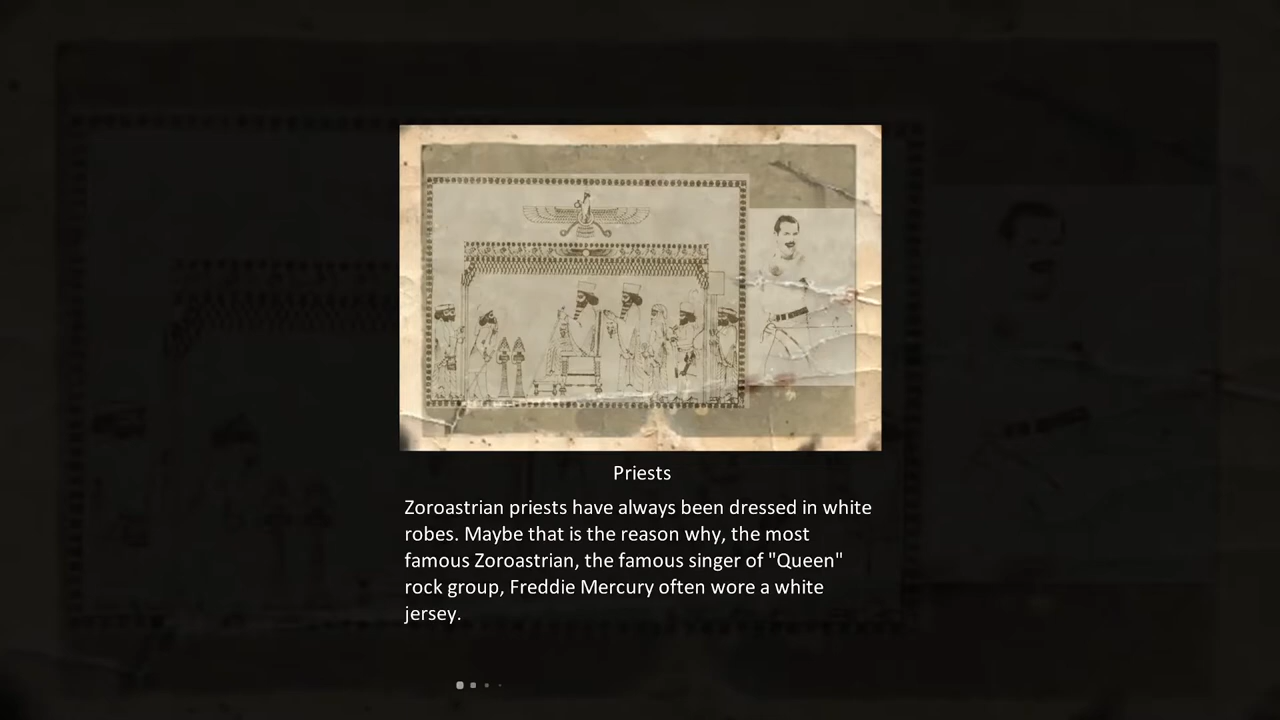 Priests
Zoroastrian priests have always been dressed in white
robes. Maybe that is the reason why, the most
famous Zoroastrian, the famous singer of "Queen"
rock group, Freddie Mercury often wore a white
jersey.